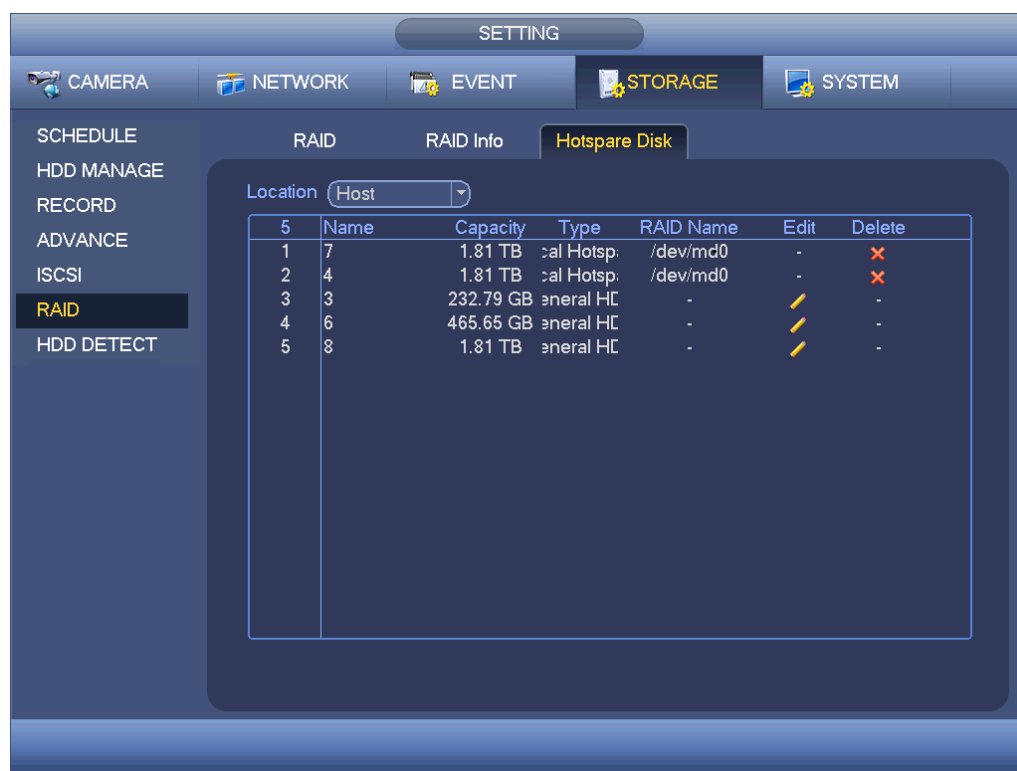 SETTING
CAMERA NETWORK EVENT STORAGE SYSTEM
SCHEDULE
HDD MANAGE
RECORD
ADVANCE
ISCSI
RAID
HDD DETECT
RAID RAID Info Hotspare Disk
Location Host
5 Name Capacity Type RAID Name Edit Delete
1 7 1.81 TB cal Hotsp /dev/md0 -
2 4 1.81 TB cal Hotsp /dev/md0 -
3 3 232.79 GB eneral HD - -
4 6 465.65 GB eneral HD - -
5 8 1.81 TB eneral HD - -